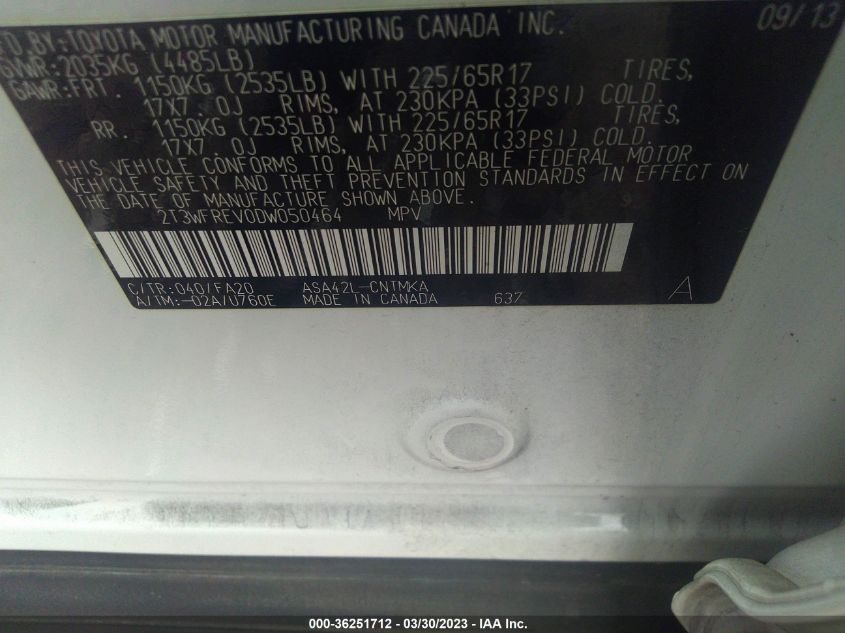 MFD BY:TOYOTA MOTOR MANUFACTURING CANADA INC. 09/13
GVWR:2035KG (4485LB)
GAWR:FRT. 1150KG (2535LB) WITH 225/65R17 TIRES,
17X7.0J RIMS, AT 230KPA (33PSI) COLD.
RR. 1150KG (2535LB) WITH 225/65R17 TIRES,
17X7.0J RIMS, AT 230KPA (33PSI) COLD.
THIS VEHICLE CONFORMS TO ALL APPLICABLE FEDERAL MOTOR
VEHICLE SAFETY AND THEFT PREVENTION STANDARDS IN EFFECT ON
THE DATE OF MANUFACTURE SHOWN ABOVE.
2T3WFREV0DW050464 MPV
C/TR:040/FA20 ASA42L-CNTMKA
A/TM:-02A/U760E MADE IN CANADA 637 A
000-36251712 - 03/30/2023 - IAA Inc.